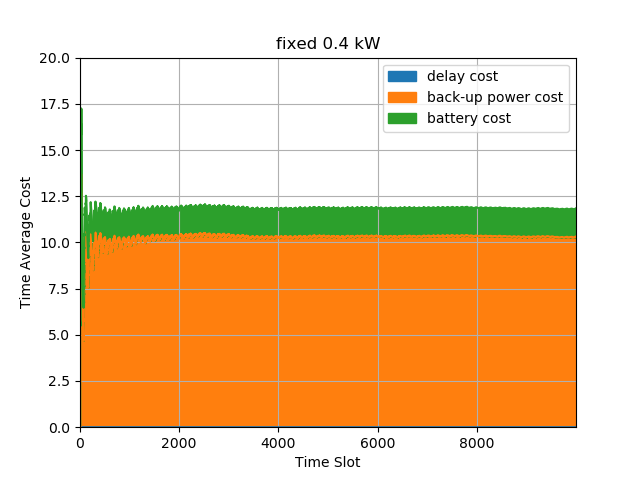 fixed 0.4 kW
20.0
17.5
15.0
12.5
10.0
7.5
5.0
2.5
0.0
Time Average Cost
delay cost
back-up power cost
battery cost
0 2000 4000 6000 8000
Time Slot